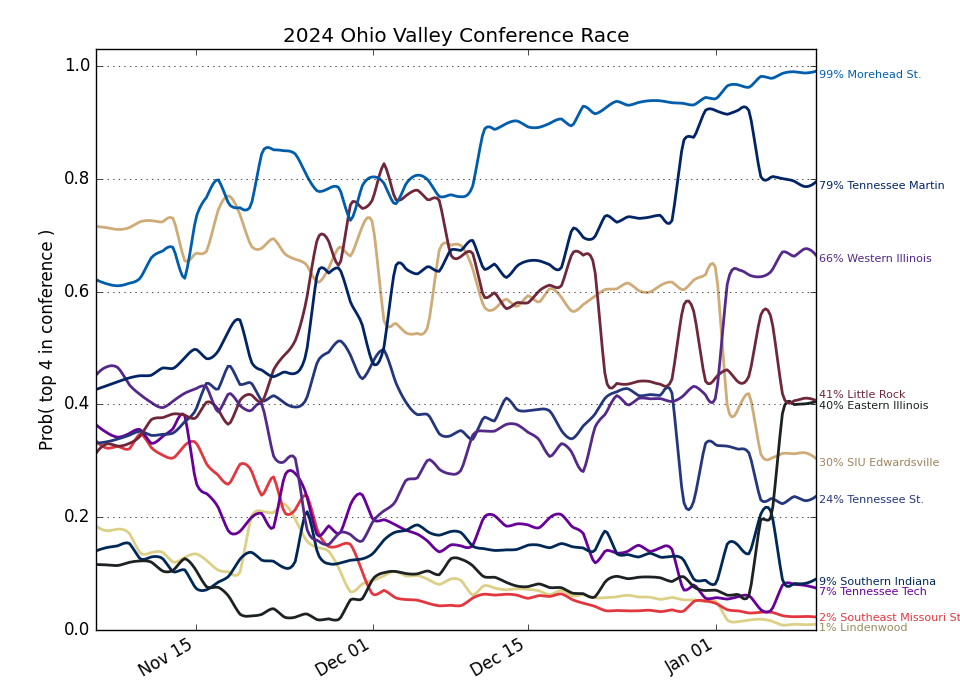 2024 Ohio Valley Conference Race
Prob( top 4 in conference )
1.0
0.8
0.6
0.4
0.2
0.0
Nov 15
Dec 01
Dec 15
Jan 01
99% Morehead St.
79% Tennessee Martin
66% Western Illinois
41% Little Rock
40% Eastern Illinois
30% SIU Edwardsville
24% Tennessee St.
9% Southern Indiana
7% Tennessee Tech
2% Southeast Missouri St
1% Lindenwood